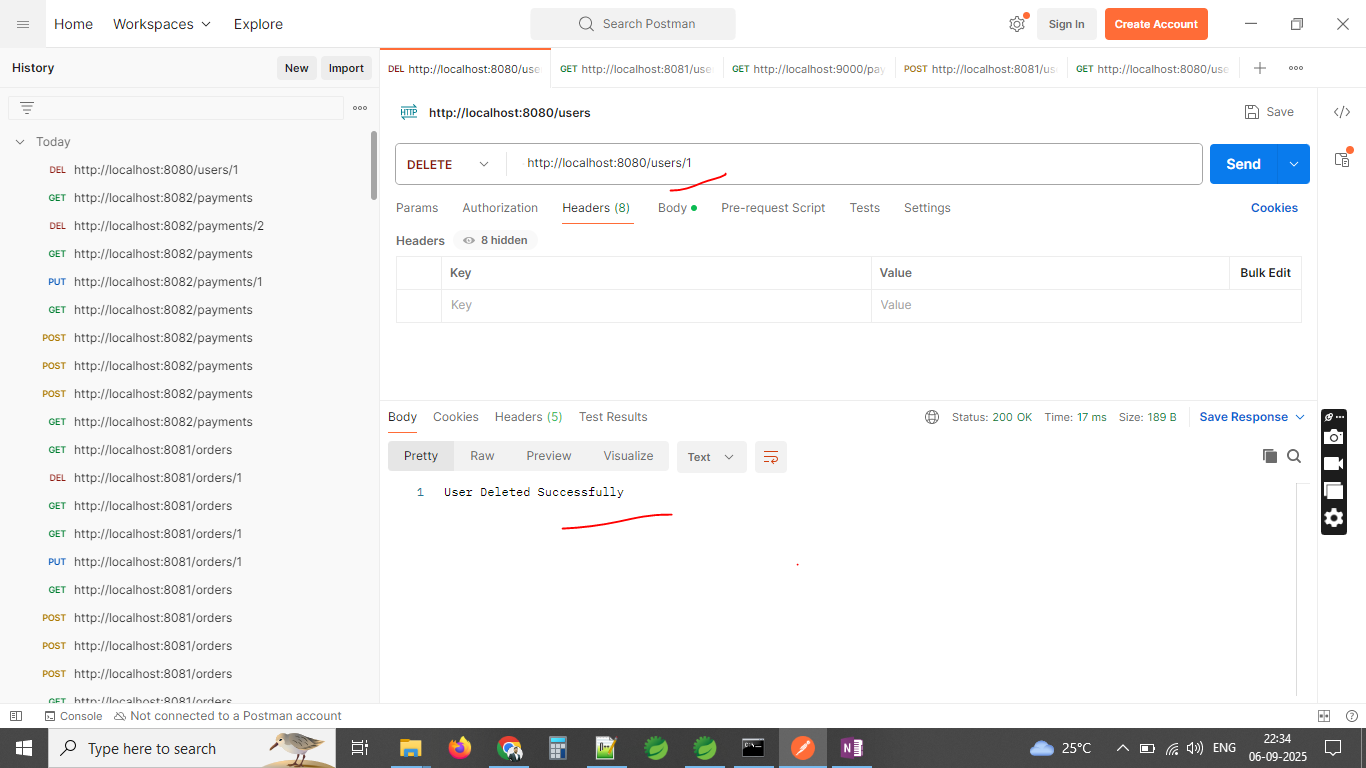 Home Workspaces Explore Search Postman Sign In Create Account
History New Import
DEL http://localhost:8080/use GET http://localhost:8081/use GET http://localhost:9000/pay POST http://localhost:8081/us GET http://localhost:8080/use
HTTP http://localhost:8080/users Save
Today
DEL http://localhost:8080/users/1
GET http://localhost:8082/payments
DEL http://localhost:8082/payments/2
GET http://localhost:8082/payments
PUT http://localhost:8082/payments/1
GET http://localhost:8082/payments
POST http://localhost:8082/payments
POST http://localhost:8082/payments
POST http://localhost:8082/payments
GET http://localhost:8082/payments
GET http://localhost:8081/orders
DEL http://localhost:8081/orders/1
GET http://localhost:8081/orders
GET http://localhost:8081/orders/1
PUT http://localhost:8081/orders/1
GET http://localhost:8081/orders
POST http://localhost:8081/orders
POST http://localhost:8081/orders
POST http://localhost:8081/orders
GET http://localhost:8081/orders
DELETE http://localhost:8080/users/1 Send
Params Authorization Headers (8) Body Pre-request Script Tests Settings Cookies
Headers 8 hidden
Key Value Bulk Edit
Key Value
Body Cookies Headers (5) Test Results Status: 200 OK Time: 17 ms Size: 189 B Save Response
Pretty Raw Preview Visualize Text
1 User Deleted Successfully
Console Not connected to a Postman account
Type here to search 25°C ENG 22:34
06-09-2025